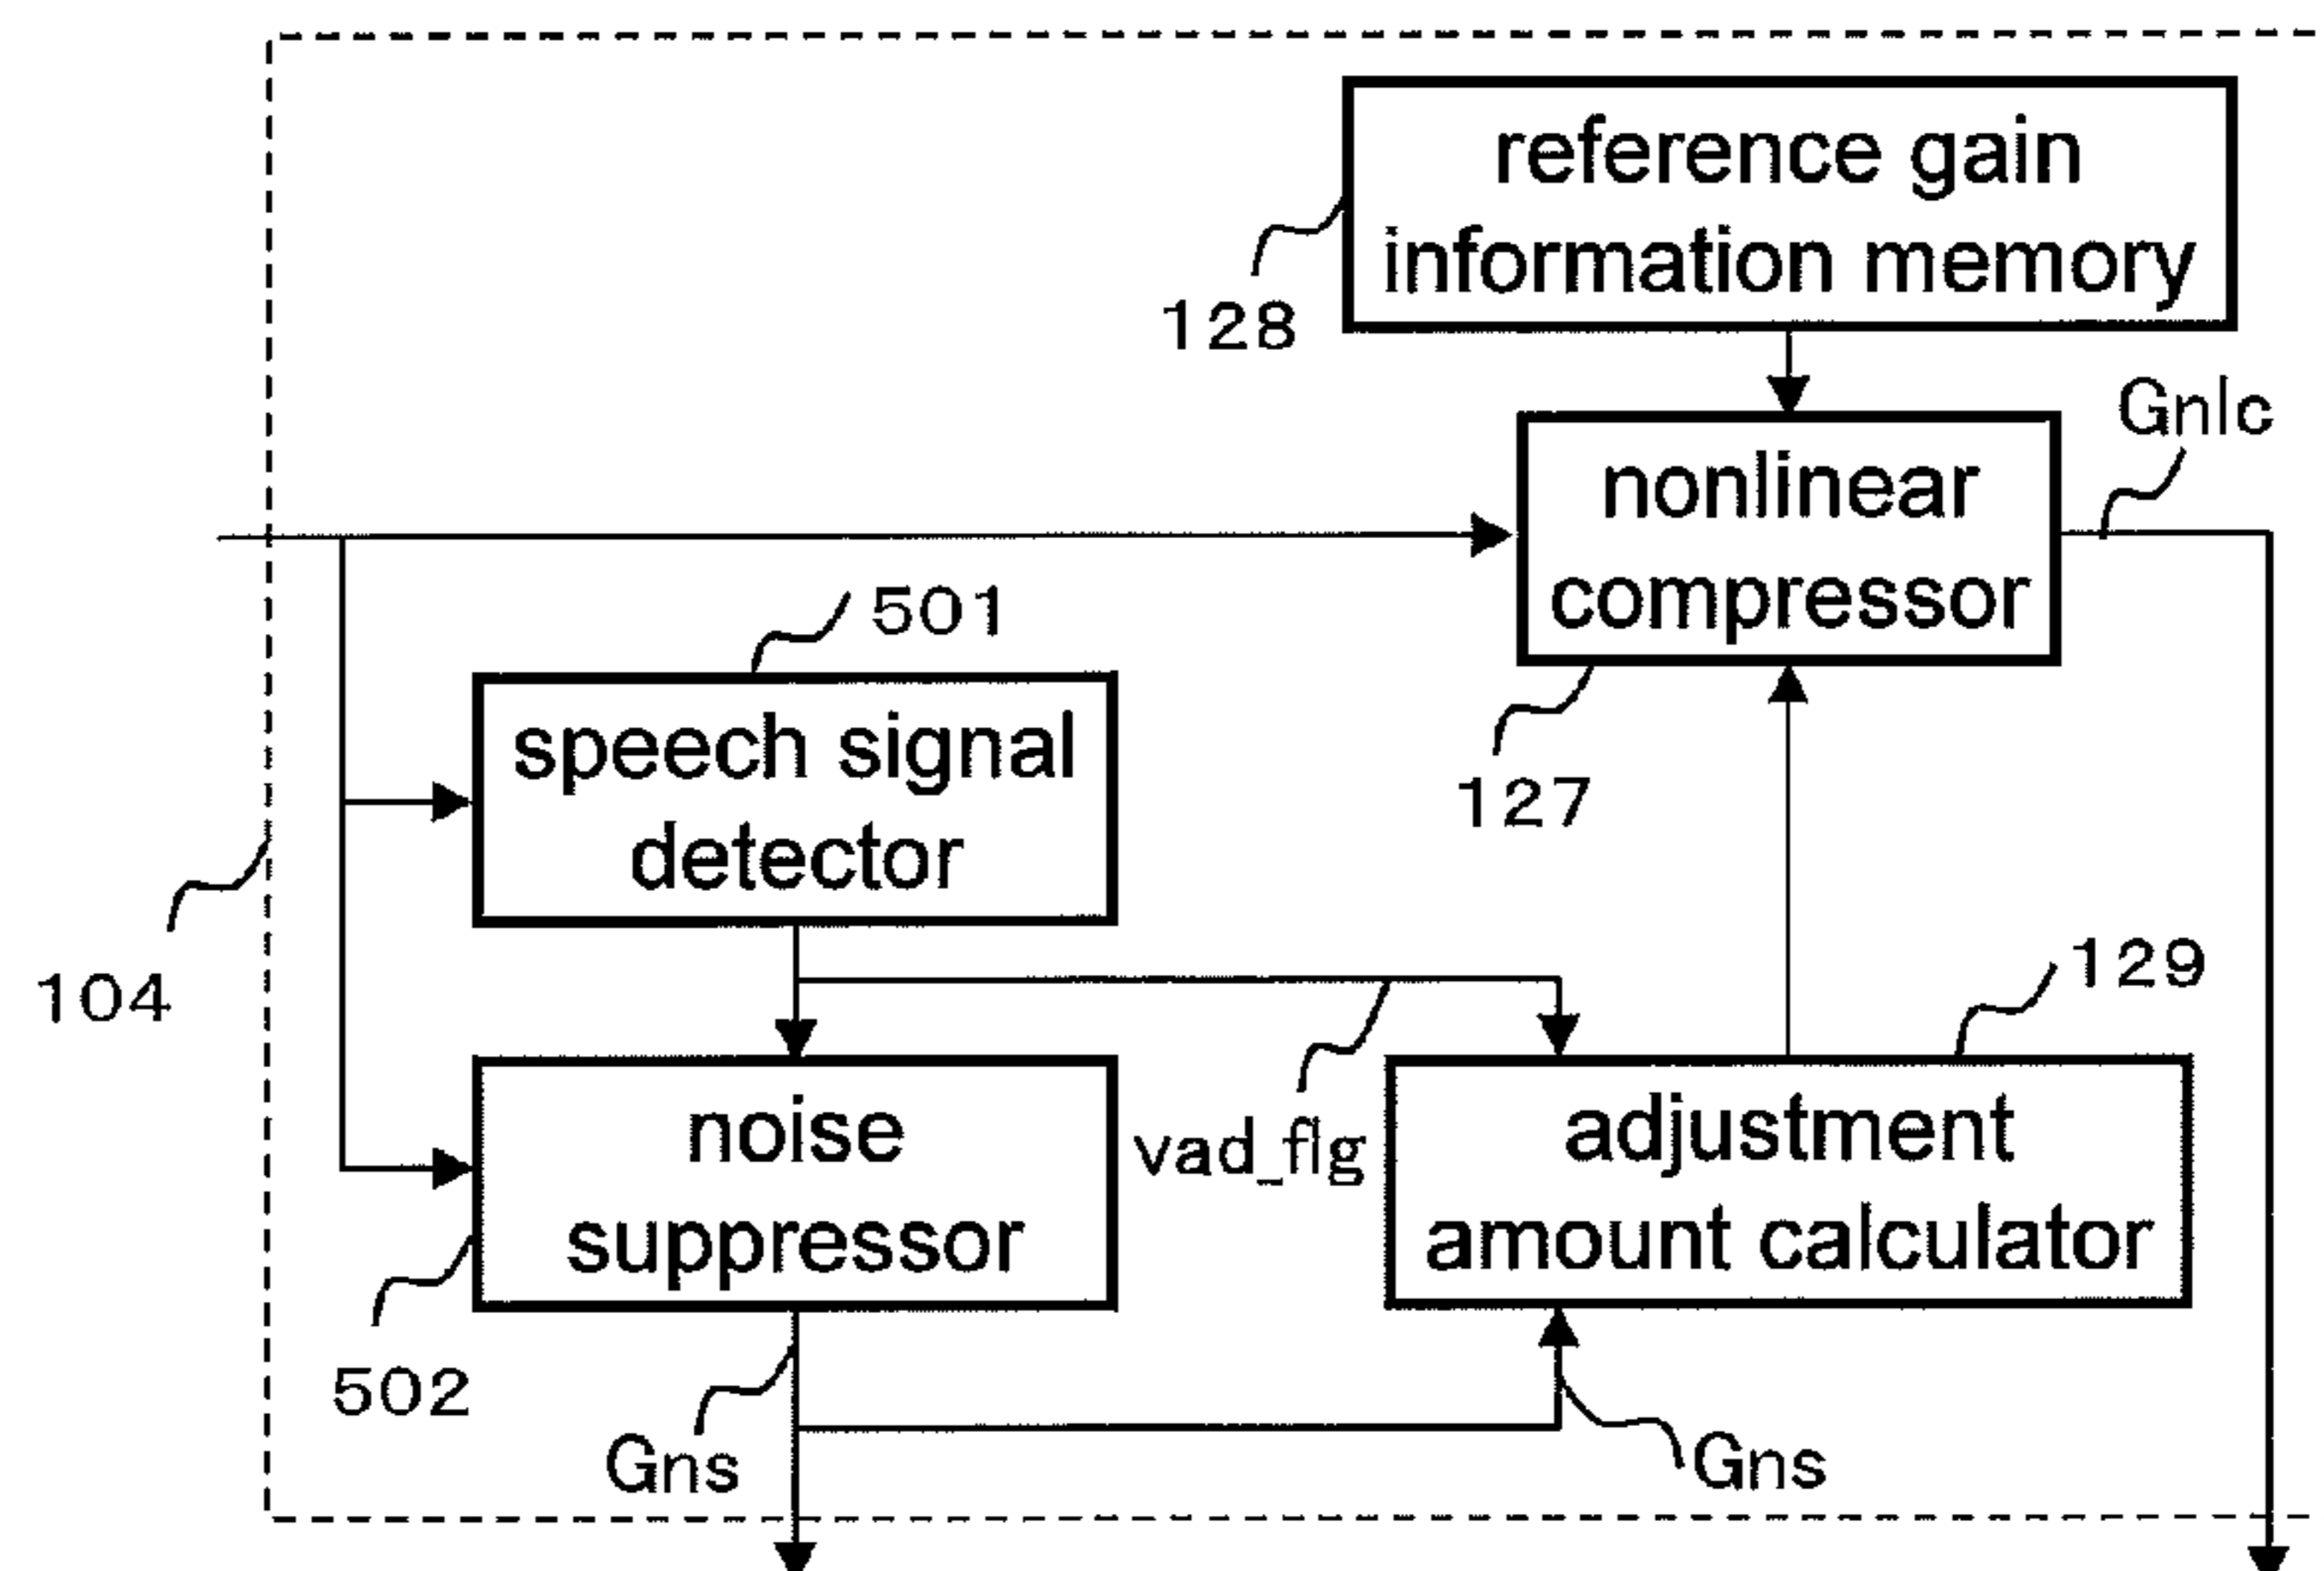 reference gain
information memory
128
Gnlc
nonlinear
compressor
127
501
speech signal
detector
104
129
noise
suppressor
502
vad_flg
adjustment
amount calculator
Gns
Gns